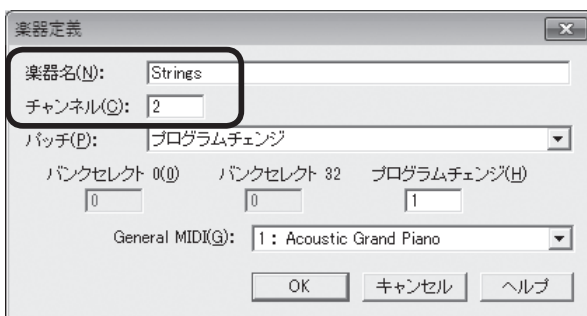 楽器定義
楽器名(N): Strings
チャンネル(C): 2
パッチ(P): プログラムチェンジ
バンクセレクト 0(0) バンクセレクト 32 プログラムチェンジ(H)
0 0 1
General MIDI(G): 1 : Acoustic Grand Piano
OK キャンセル ヘルプ